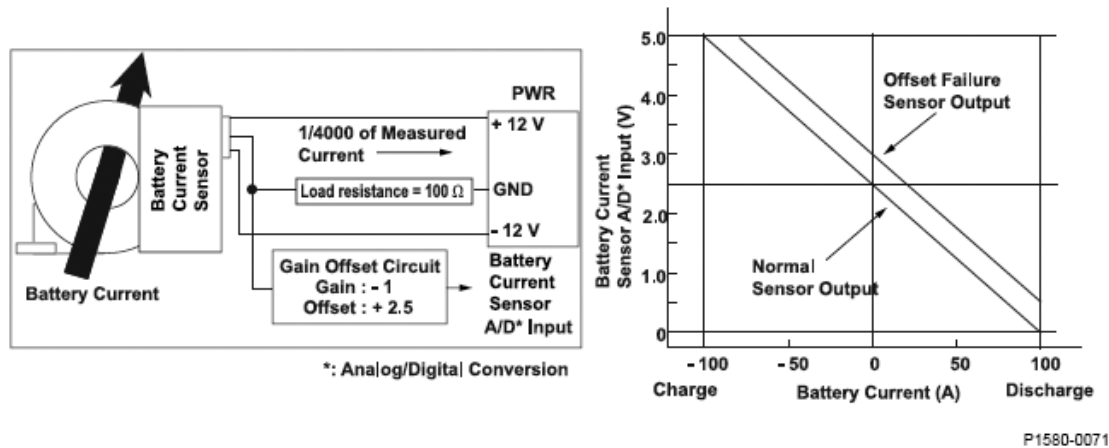 PWR
+ 12 V
1/4000 of Measured
Current
Battery
Current
Sensor
Load resistance = 100 Ω
GND
- 12 V
Battery Current
Gain Offset Circuit
Gain : - 1
Offset : + 2.5
Battery
Current
Sensor
A/D* Input
*: Analog/Digital Conversion
Battery Current
Sensor A/D* Input (V)
5.0
4.0
3.0
2.0
1.0
0
Offset Failure
Sensor Output
Normal
Sensor Output
- 100
- 50
0
50
100
Charge
Battery Current (A)
Discharge
P1580-0071